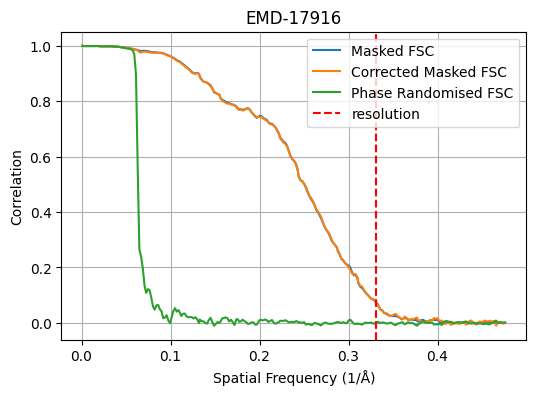 EMD-17916
Masked FSC
Corrected Masked FSC
Phase Randomised FSC
resolution
Correlation
1.0
0.8
0.6
0.4
0.2
0.0
0.0 0.1 0.2 0.3 0.4
Spatial Frequency (1/Å)